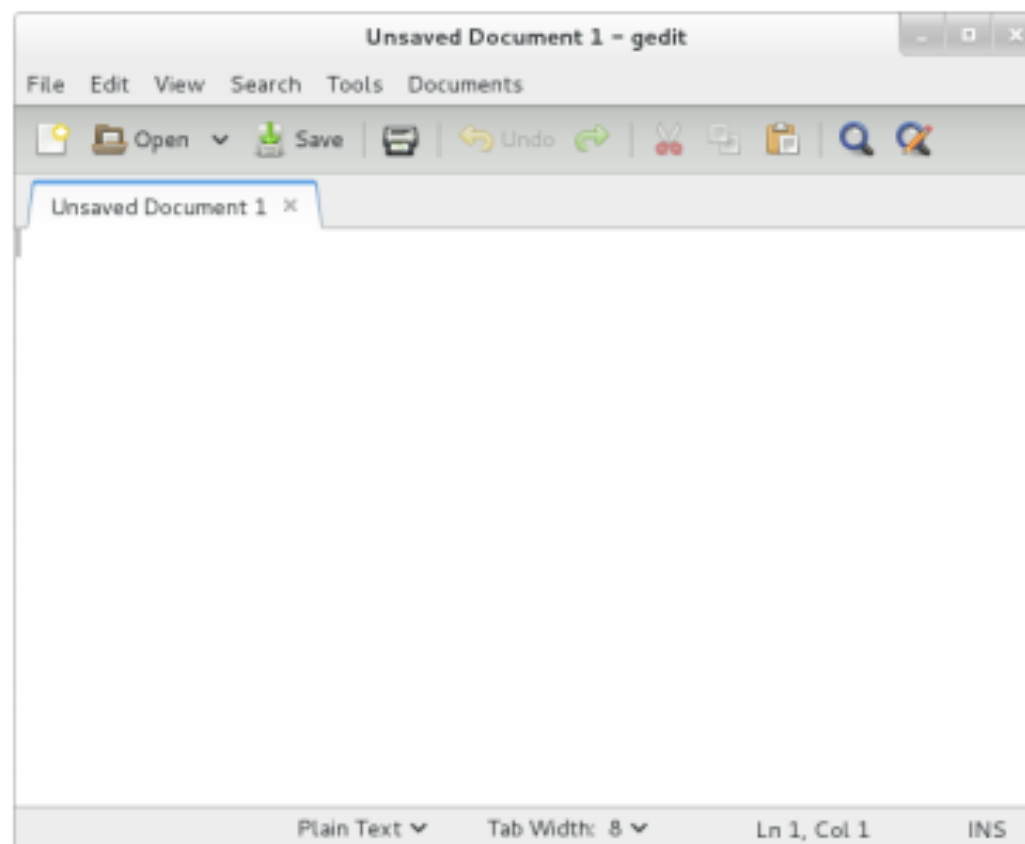 Unsaved Document 1 – gedit
File Edit View Search Tools Documents
Open Save Undo
Unsaved Document 1
Plain Text Tab Width: 8 Ln 1, Col 1 INS